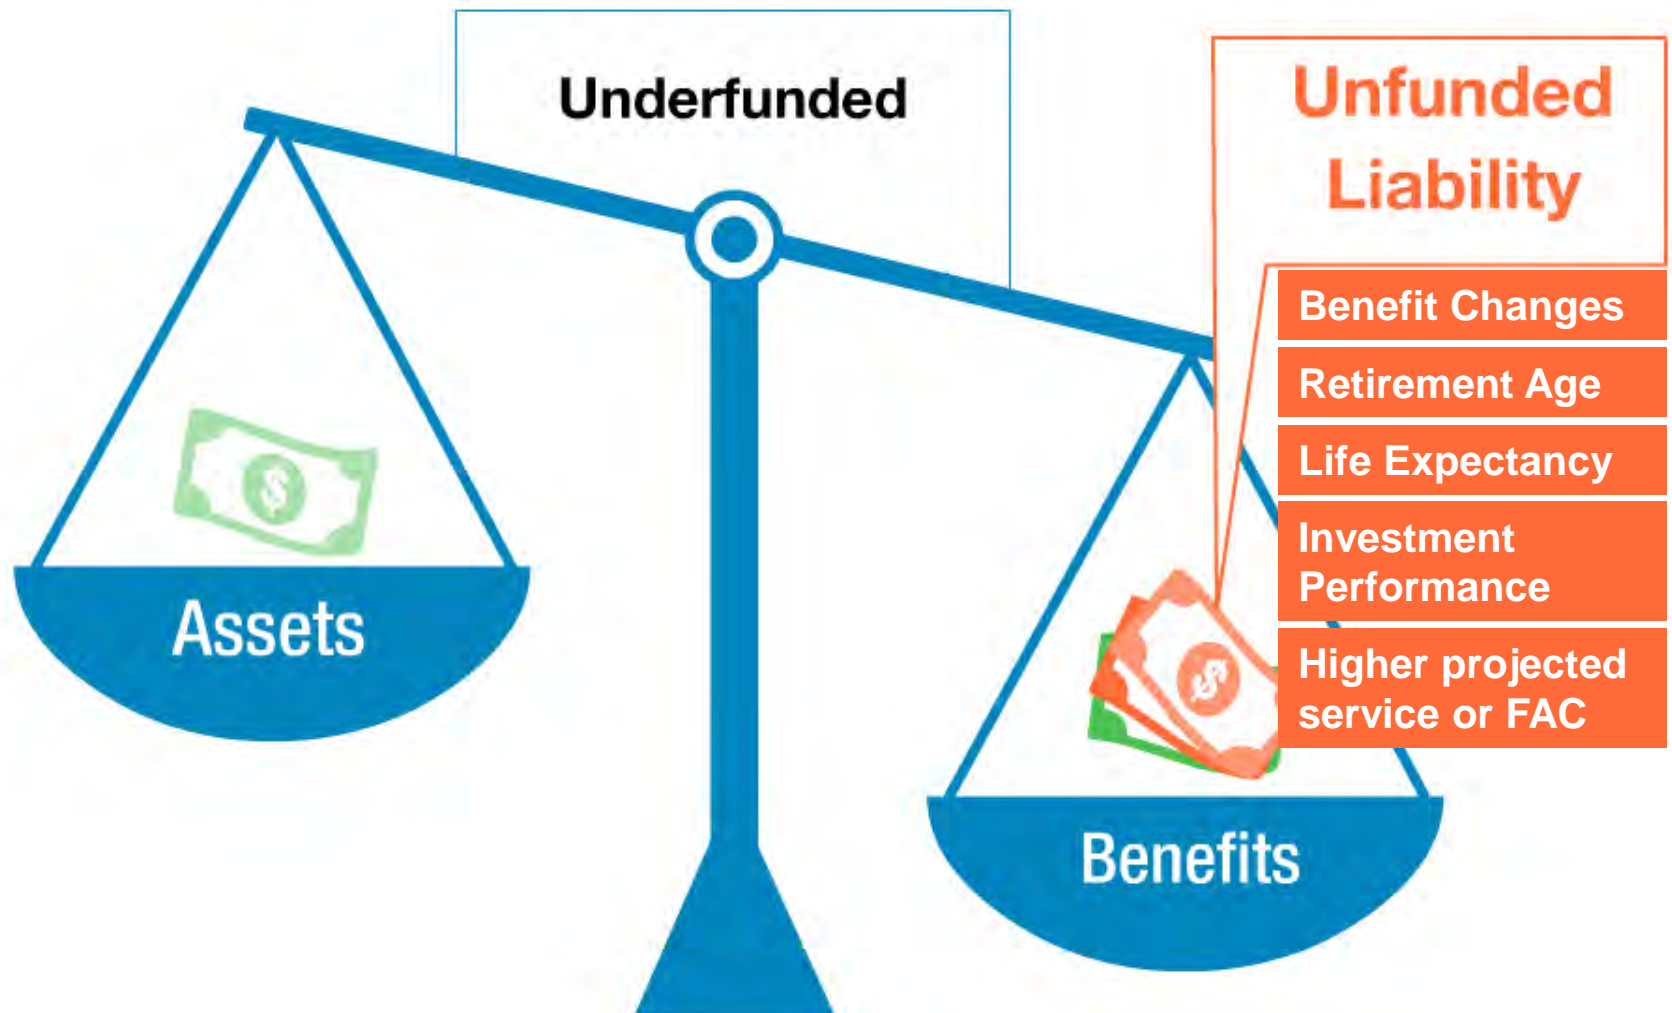 Underfunded
Unfunded
Liability
Benefit Changes
Retirement Age
Life Expectancy
Investment
Performance
Higher projected
service or FAC
$
Assets
$
Benefits